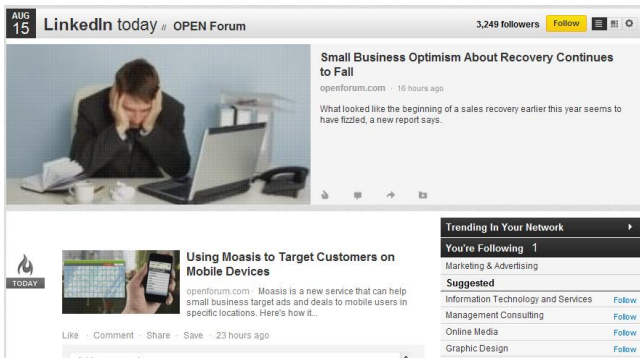 AUG
15
LinkedIn today // OPEN Forum
3,249 followers
Follow
Small Business Optimism About Recovery Continues
to Fall
openforum.com · 16 hours ago
What looked like the beginning of a sales recovery earlier this year seems to
have fizzled, a new report says.
TODAY
Using Moasis to Target Customers on
Mobile Devices
openforum.com · Moasis is a new service that can help
small business target ads and deals to mobile users in
specific locations. Here's how it...
Like · Comment · Share · Save · 23 hours ago
Trending In Your Network
You're Following 1
Marketing & Advertising
Suggested
Information Technology and Services Follow
Management Consulting Follow
Online Media Follow
Graphic Design Follow